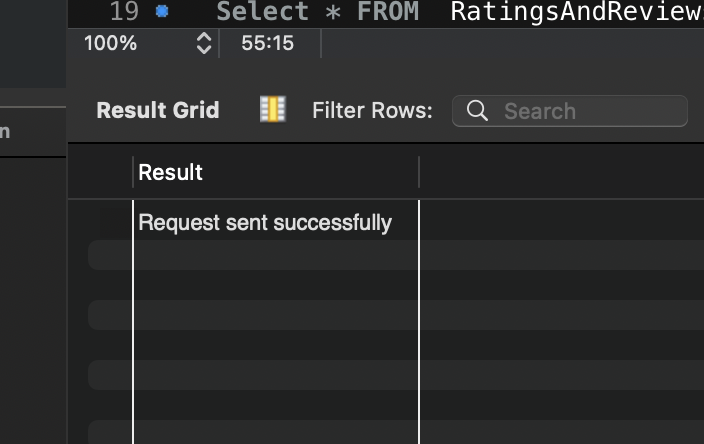 19 Select * FROM RatingsAndReview
100% 55:15
n
Result Grid Filter Rows: Search
Result
Request sent successfully